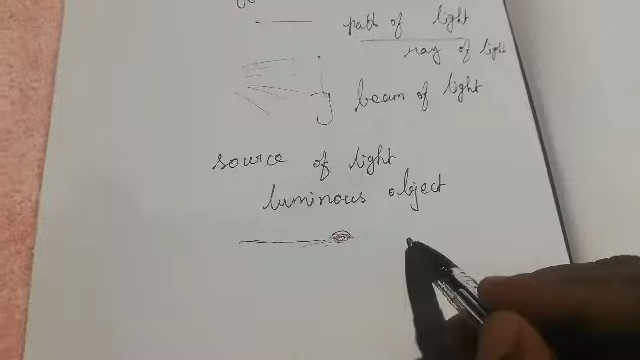 path of light
ray of light
beam of light
source of light
luminous object